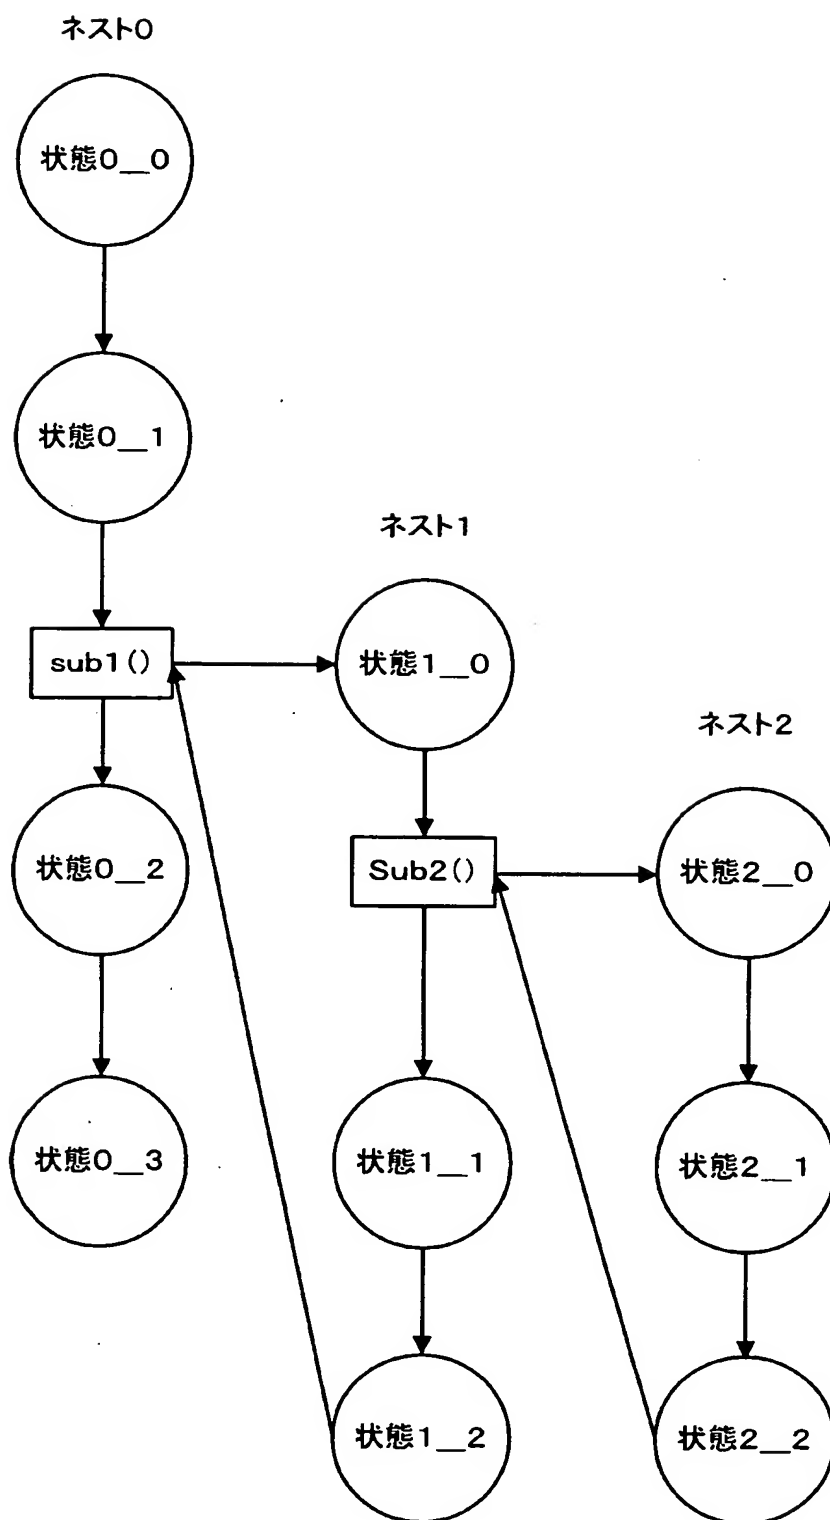 ネスト0
状態0__0
状態0__1
sub1()
状態0__2
状態0__3
ネスト1
状態1__0
Sub2()
状態1__1
状態1__2
ネスト2
状態2__0
状態2__1
状態2__2